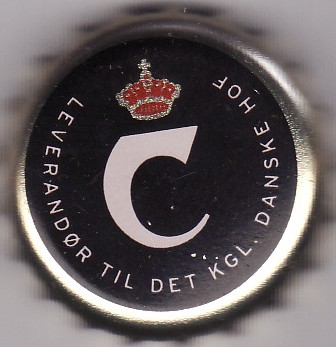 C
LEVERANDØR TIL DET KGL. DANSKE HOF